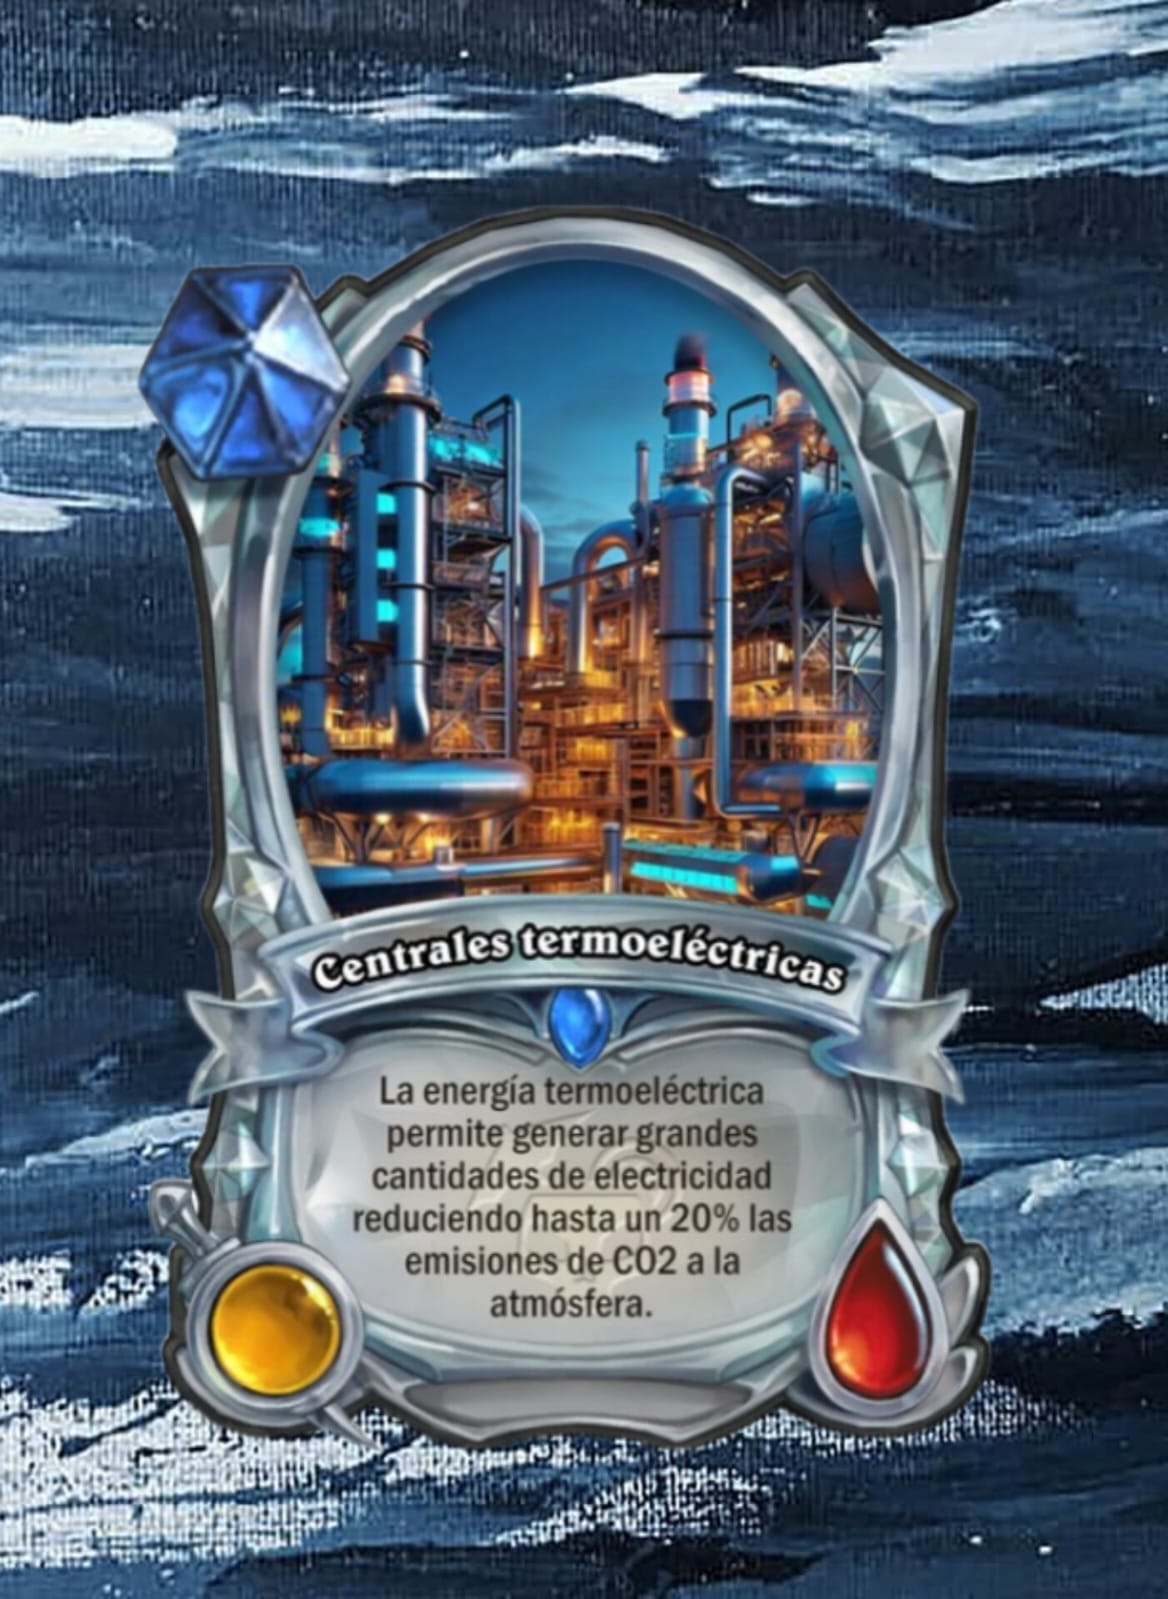 Centrales termoeléctricas
La energía termoeléctrica
permite generar grandes
cantidades de electricidad
reduciendo hasta un 20% las
emisiones de CO2 a la
atmósfera.